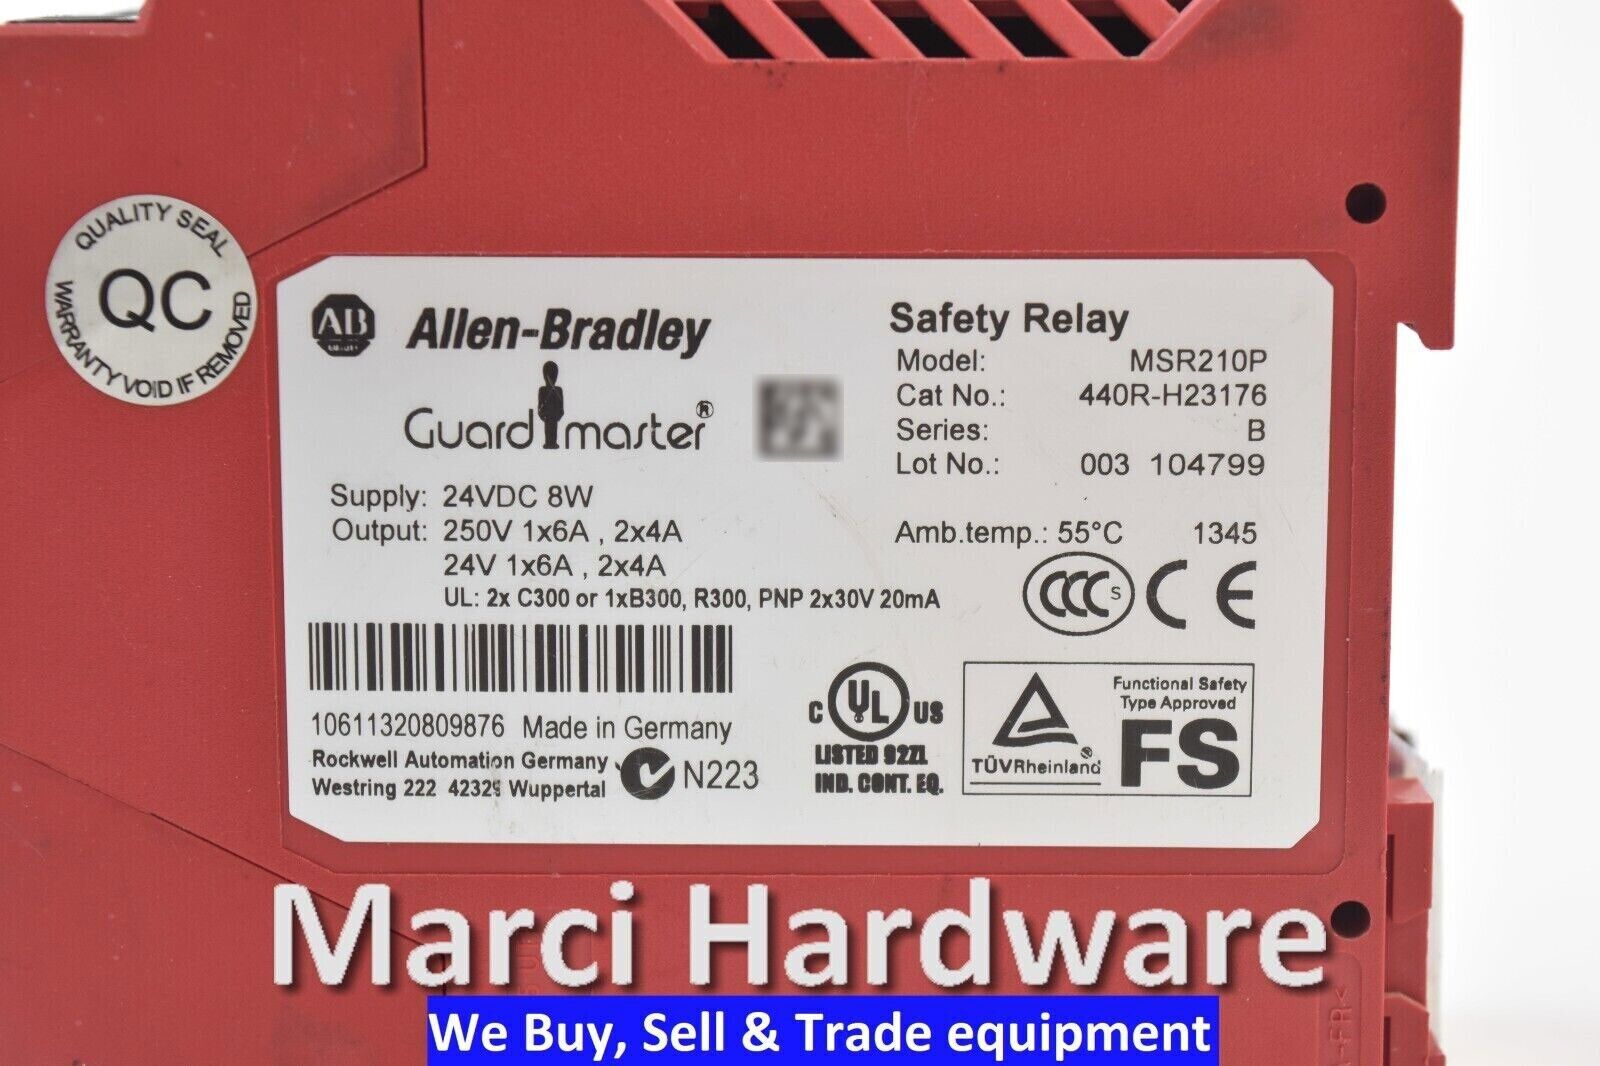 QUALITY SEAL
QC
WARRANTY VOID IF REMOVED
AB
Allen-Bradley
Guardmaster®
Safety Relay
Model: MSR210P
Cat No.: 440R-H23176
Series: B
Lot No.: 003 104799
Supply: 24VDC 8W
Output: 250V 1x6A , 2x4A
24V 1x6A , 2x4A
UL: 2x C300 or 1xB300, R300, PNP 2x30V 20mA
Amb.temp.: 55°C 1345
CCC S CE
10611320809876 Made in Germany
Rockwell Automation Germany
Westring 222 42329 Wuppertal
N223
C UL US
LISTED 92ZL
IND. CONT. EQ.
TÜVRheinland®
Functional Safety
Type Approved
FS
Marci Hardware
We Buy, Sell & Trade equipment